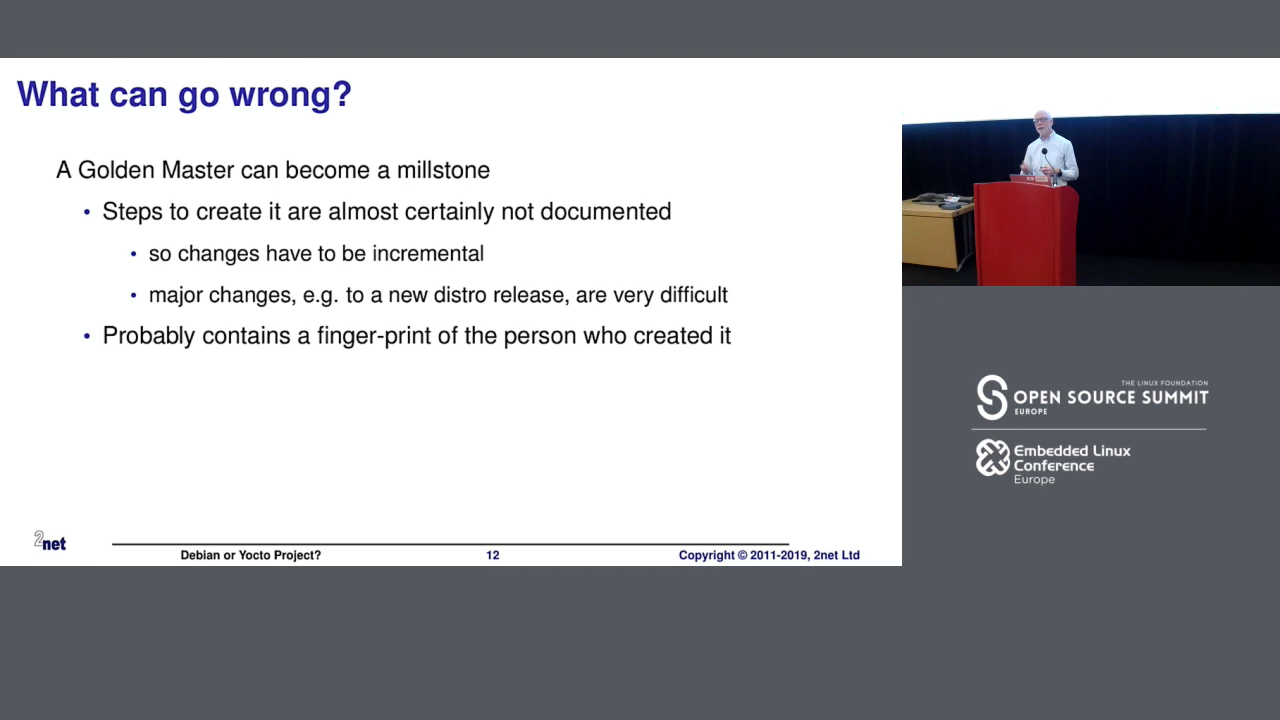 What can go wrong?
A Golden Master can become a millstone
• Steps to create it are almost certainly not documented
• so changes have to be incremental
• major changes, e.g. to a new distro release, are very difficult
• Probably contains a finger-print of the person who created it
2net
Debian or Yocto Project?
12
Copyright © 2011-2019, 2net Ltd
THE LINUX FOUNDATION
OPEN SOURCE SUMMIT
EUROPE
Embedded Linux
Conference
Europe